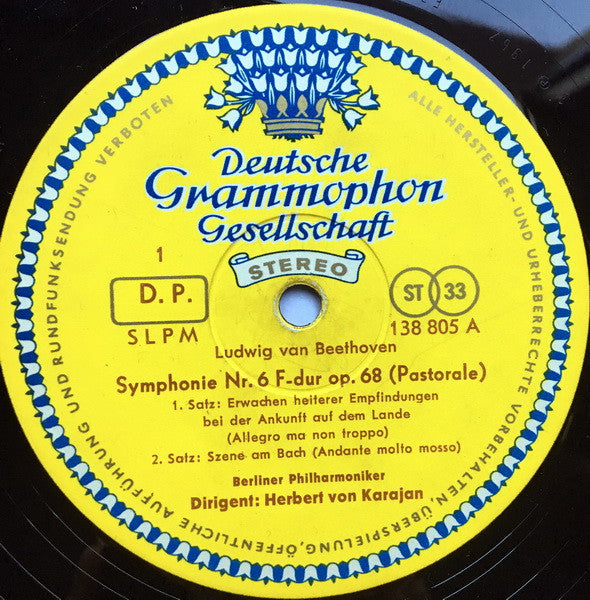 Deutsche
Grammophon
Gesellschaft
STEREO
1
D. P.
SLPM
ST 33
138 805 A
Ludwig van Beethoven
Symphonie Nr. 6 F-dur op. 68 (Pastorale)
1. Satz: Erwachen heiterer Empfindungen
bei der Ankunft auf dem Lande
(Allegro ma non troppo)
2. Satz: Szene am Bach (Andante molto mosso)
Berliner Philharmoniker
Dirigent: Herbert von Karajan
ALLE HERSTELLER- UND URHEBERRECHTE VORBEHALTEN, ÜBERSPIELUNG, ÖFFENTLICHE AUFFÜHRUNG UND RUNDFUNKSENDUNG VERBOTEN